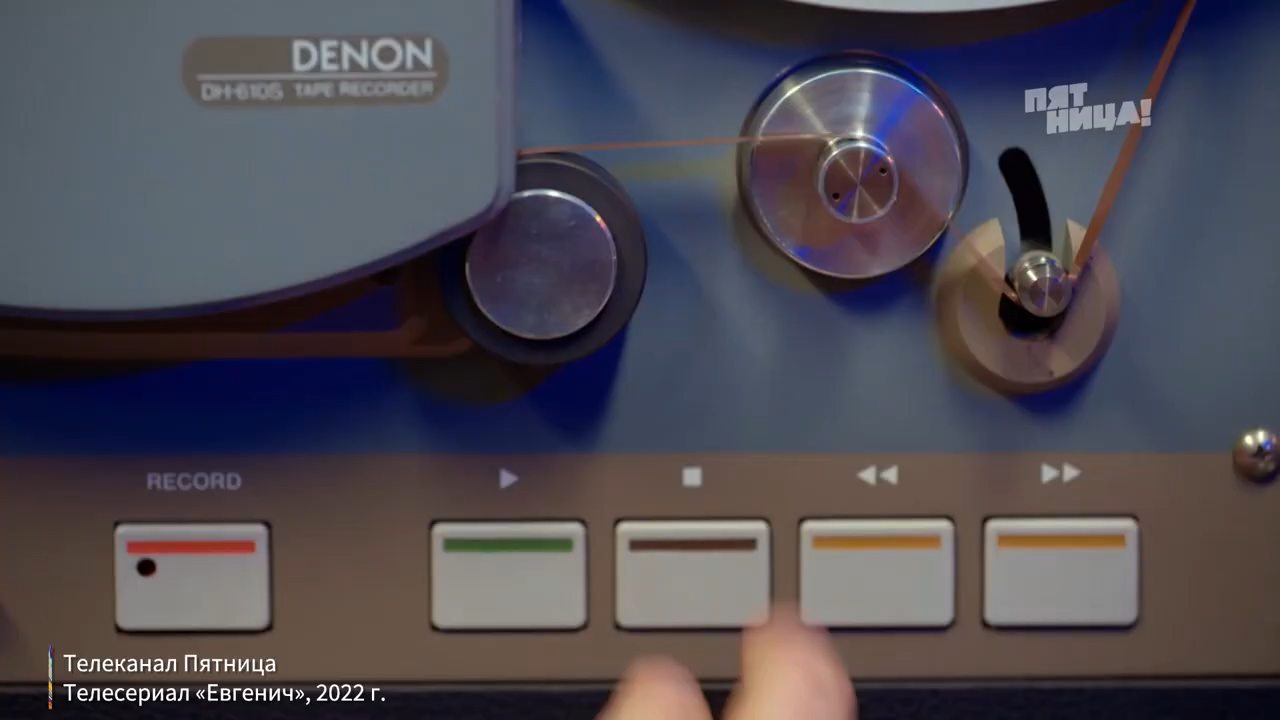 DENON
DH-610S TAPE RECORDER
ПЯТ
НИЦА!
RECORD
Телеканал Пятница
Телесериал «Евгенич», 2022 г.